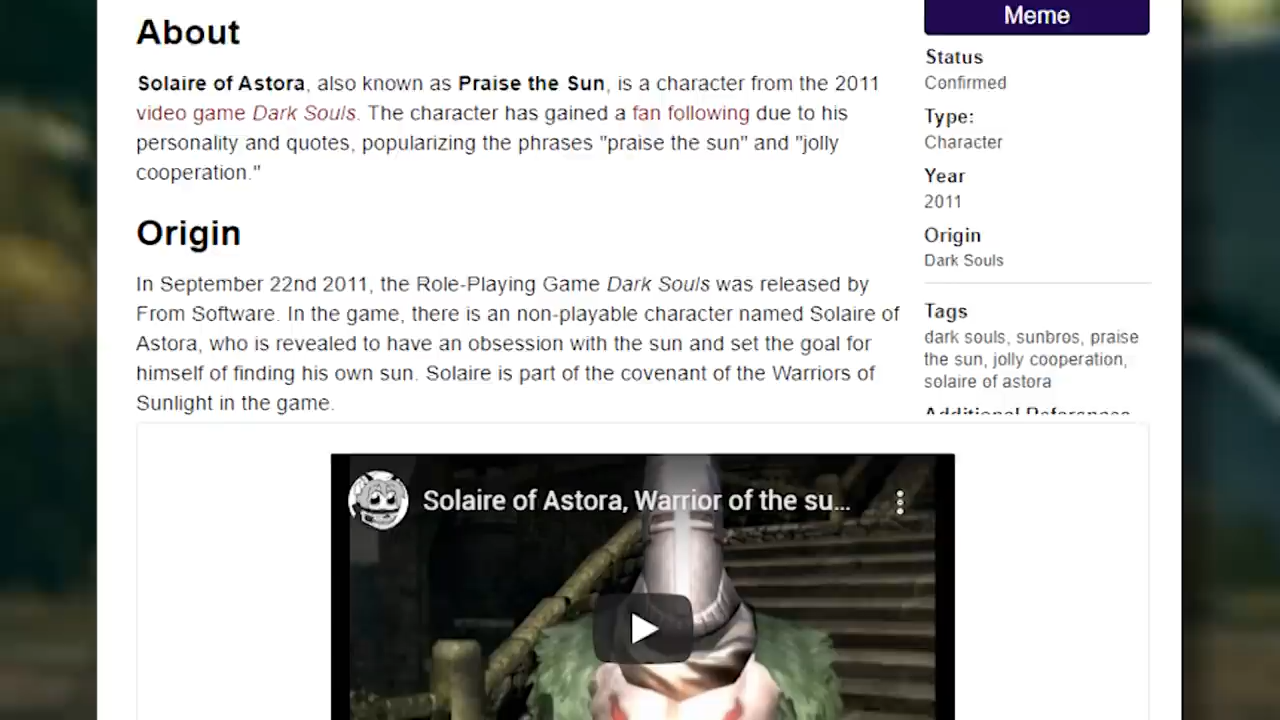 About
Solaire of Astora, also known as Praise the Sun, is a character from the 2011
video game Dark Souls. The character has gained a fan following due to his
personality and quotes, popularizing the phrases "praise the sun" and "jolly
cooperation."
Origin
In September 22nd 2011, the Role-Playing Game Dark Souls was released by
From Software. In the game, there is an non-playable character named Solaire of
Astora, who is revealed to have an obsession with the sun and set the goal for
himself of finding his own sun. Solaire is part of the covenant of the Warriors of
Sunlight in the game.
Solaire of Astora, Warrior of the su...
Meme
Status
Confirmed
Type:
Character
Year
2011
Origin
Dark Souls
Tags
dark souls, sunbros, praise
the sun, jolly cooperation,
solaire of astora
Additional References